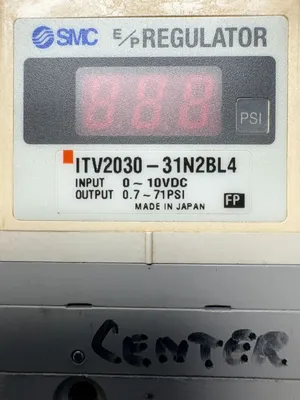 SMC E/P REGULATOR
888
PSI
ITV2030-31N2BL4
INPUT 0~10VDC
OUTPUT 0.7~71PSI
MADE IN JAPAN FP
CENTER